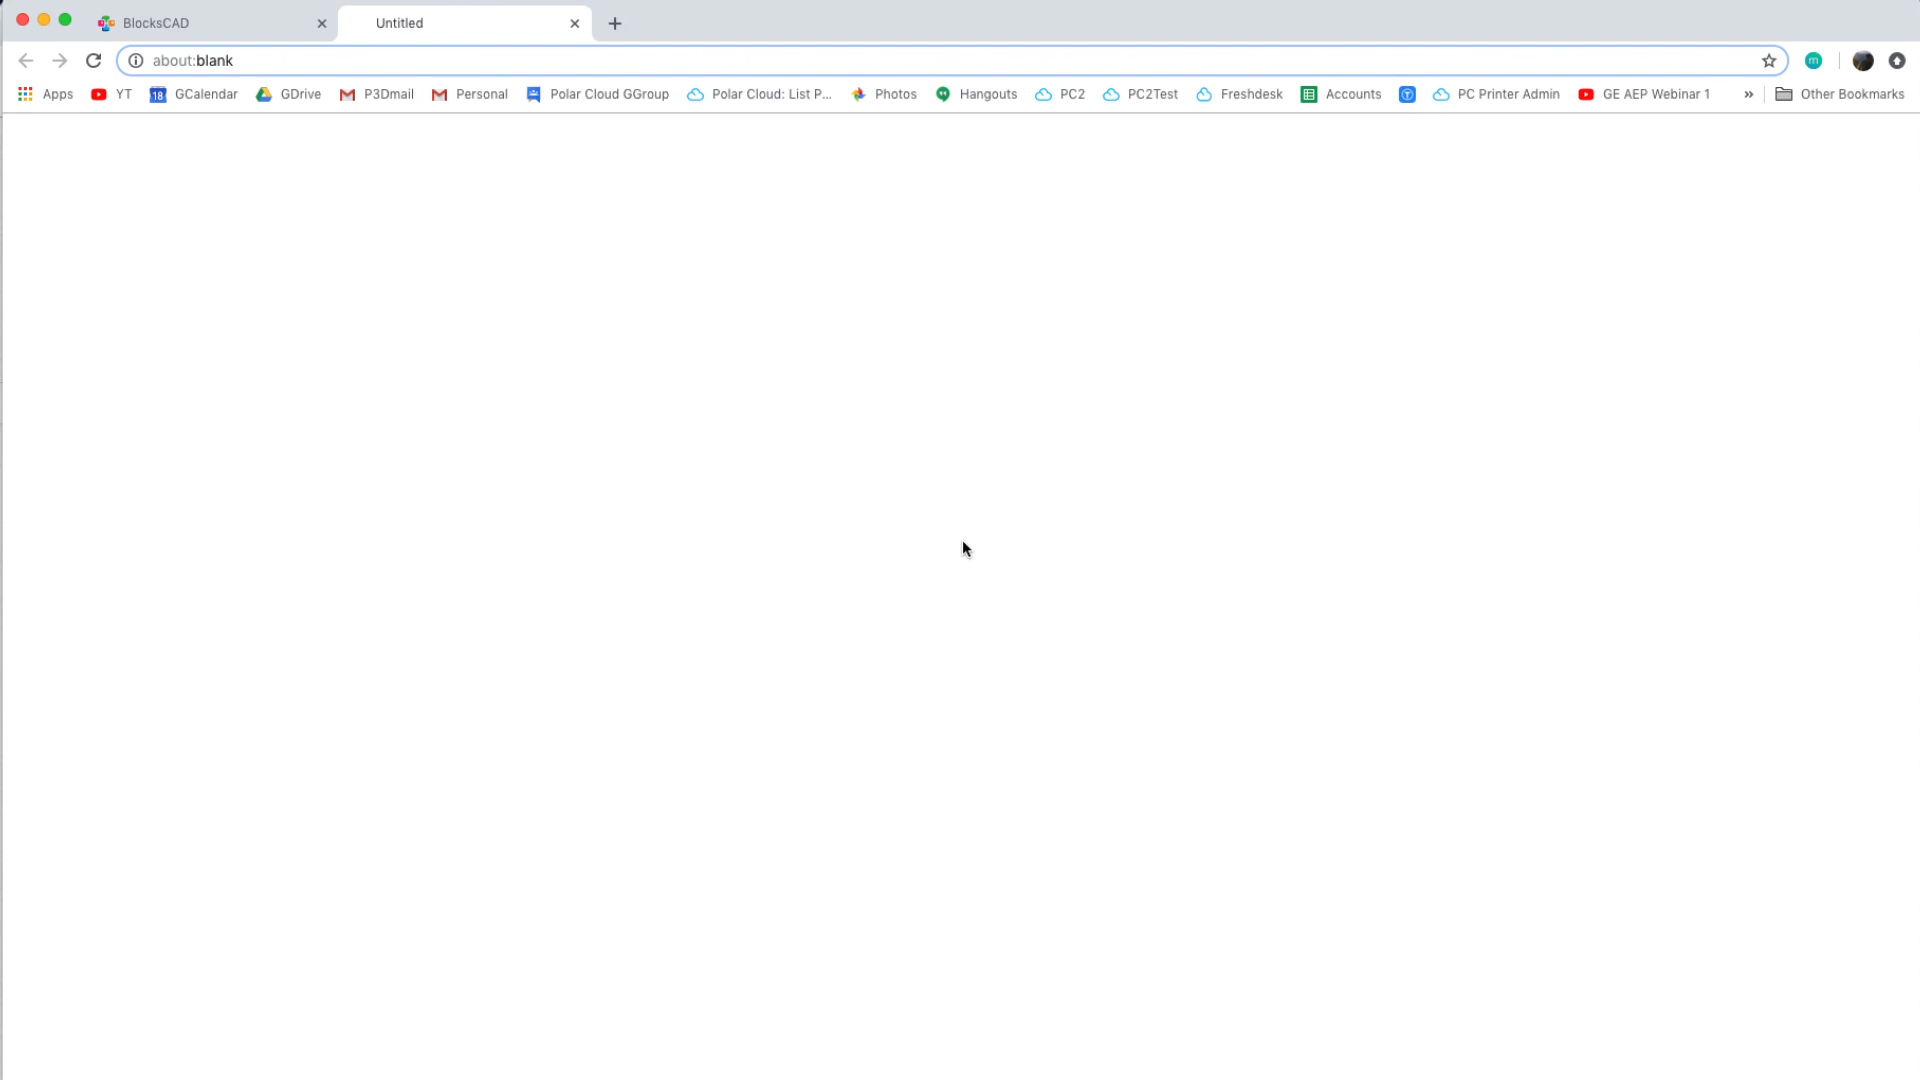 BlocksCAD Untitled
about:blank
Apps YT 18 GCalendar GDrive P3Dmail Personal Polar Cloud GGroup Polar Cloud: List P... Photos Hangouts PC2 PC2Test Freshdesk Accounts PC Printer Admin GE AEP Webinar 1 » Other Bookmarks